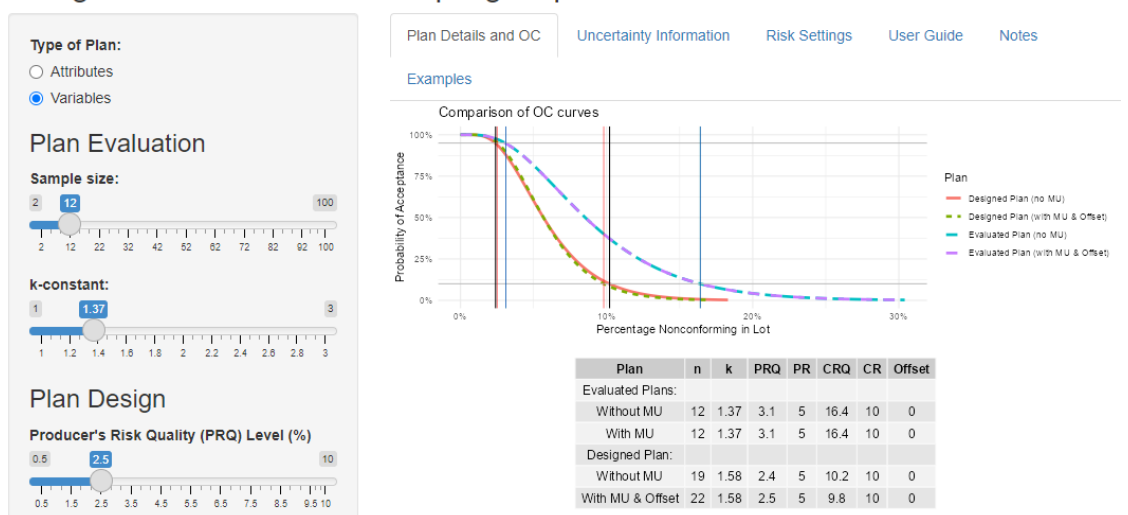 Type of Plan:
Attributes
Variables
Plan Evaluation
Sample size:
2 12 100
2 12 22 32 42 52 62 72 82 92 100
k-constant:
1 1.37 3
1 1.2 1.4 1.6 1.8 2 2.2 2.4 2.6 2.8 3
Plan Design
Producer's Risk Quality (PRQ) Level (%)
0.5 2.5 10
0.5 1.5 2.5 3.5 4.5 5.5 6.5 7.5 8.5 9.5 10
Plan Details and OC Uncertainty Information Risk Settings User Guide Notes
Examples
Comparison of OC curves
Probability of Acceptance
100%
75%
50%
25%
0%
0% 10% 20% 30%
Percentage Nonconforming in Lot
Plan
Designed Plan (no MU)
Designed Plan (with MU & Offset)
Evaluated Plan (no MU)
Evaluated Plan (with MU & Offset)
Plan n k PRQ PR CRQ CR Offset
Evaluated Plans:
Without MU 12 1.37 3.1 5 16.4 10 0
With MU 12 1.37 3.1 5 16.4 10 0
Designed Plan:
Without MU 19 1.58 2.4 5 10.2 10 0
With MU & Offset 22 1.58 2.5 5 9.8 10 0